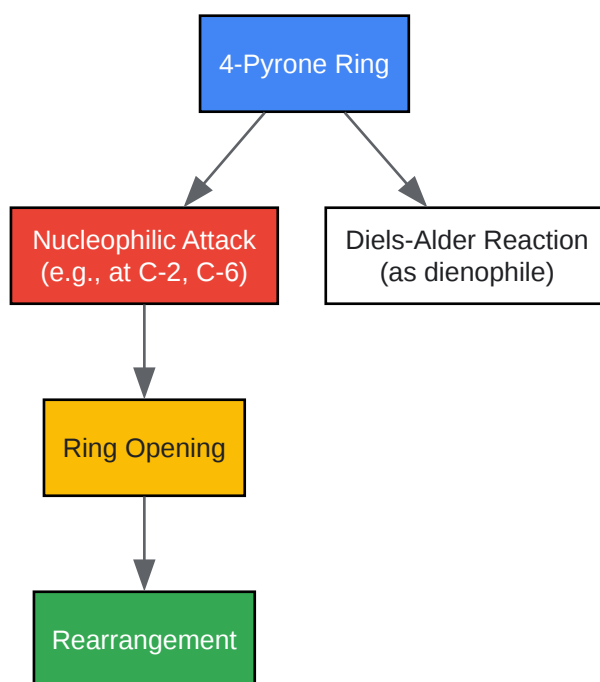 4-Pyrone Ring
Nucleophilic Attack
(e.g., at C-2, C-6)
Diels-Alder Reaction
(as dienophile)
Ring Opening
Rearrangement